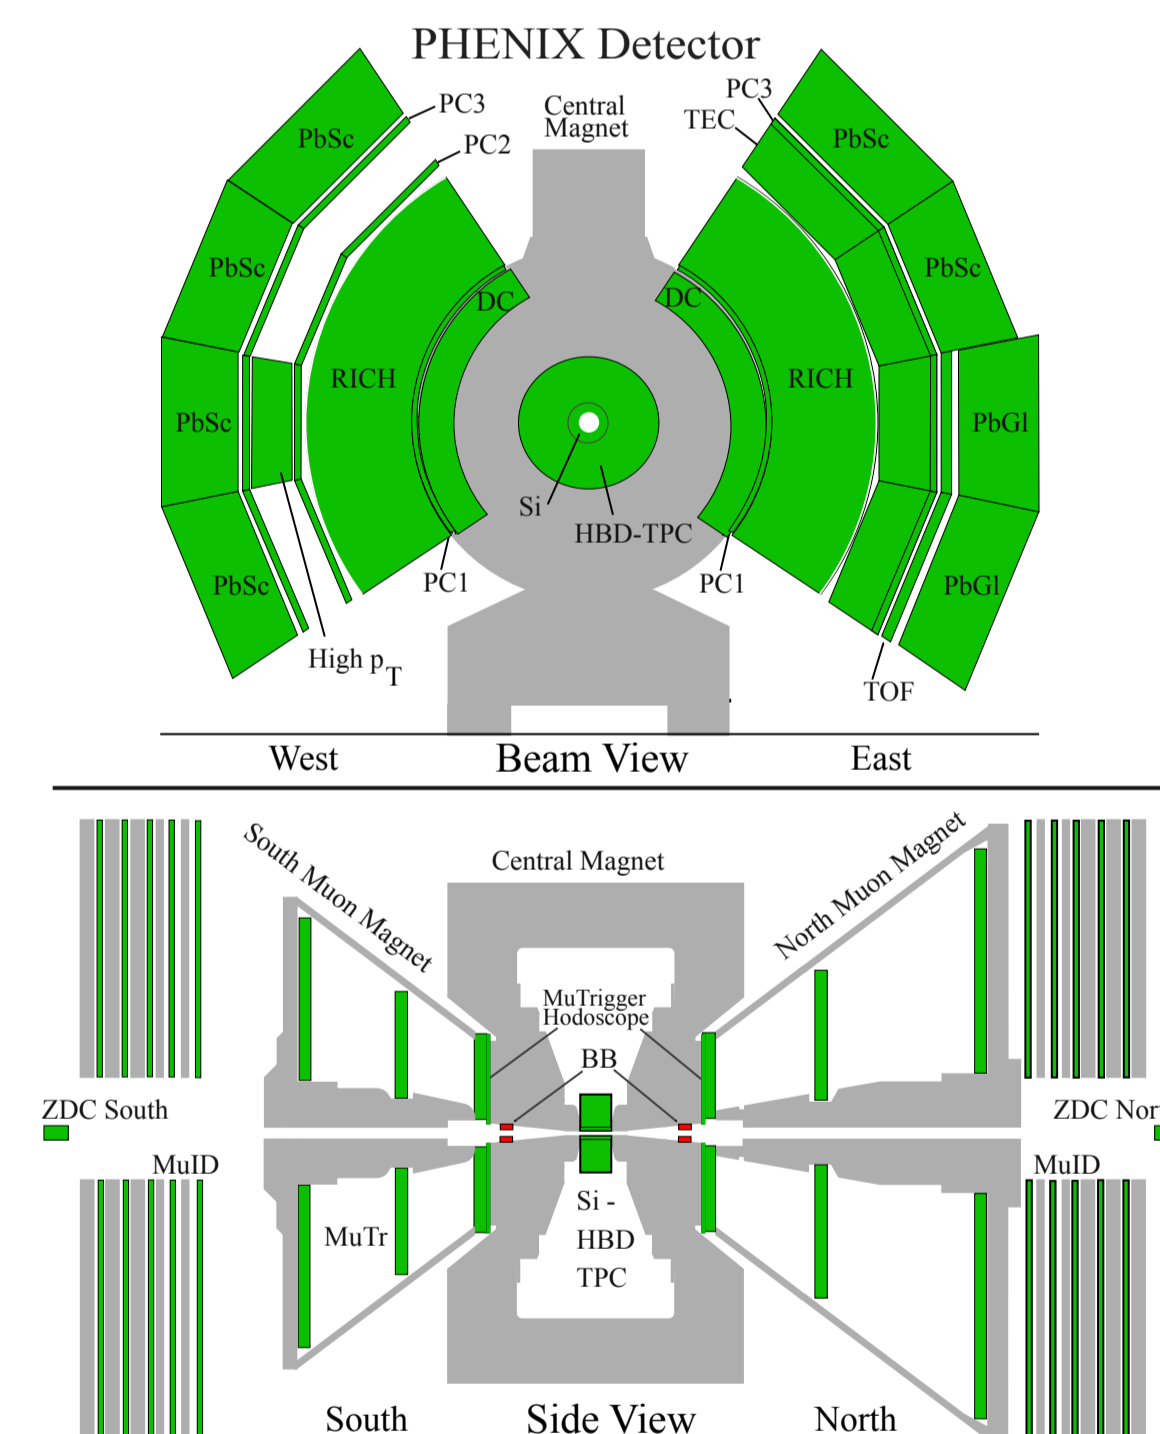 PHENIX Detector
PC3
PC2
Central
Magnet
PC3
TEC
PbSc
PbSc
PbSc
PbSc
DC
DC
RICH
RICH
PbSc
PbGl
Si
HBD-TPC
PC1
PC1
PbSc
PbGl
High pT
TOF
West
Beam View
East
South Muon Magnet
Central Magnet
North Muon Magnet
MuTrigger
Hodoscope
BB
ZDC South
ZDC Nor
MuID
MuID
MuTr
Si -
HBD
TPC
South
Side View
North